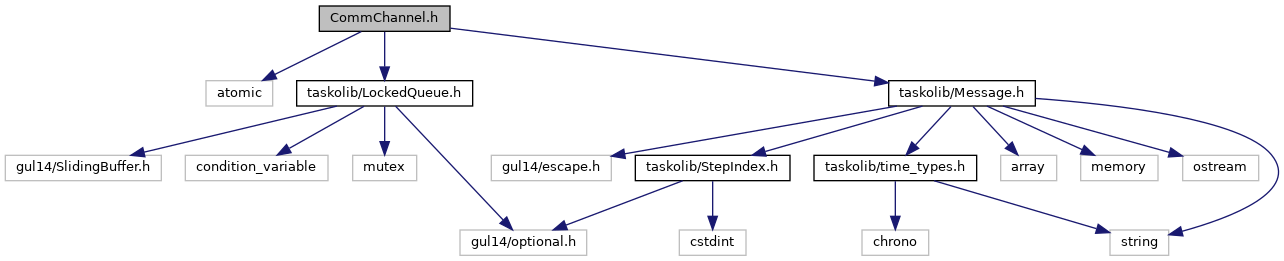 CommChannel.h
atomic
taskolib/LockedQueue.h
taskolib/Message.h
gul14/SlidingBuffer.h
condition_variable
mutex
gul14/escape.h
taskolib/StepIndex.h
taskolib/time_types.h
array
memory
ostream
gul14/optional.h
cstdint
chrono
string